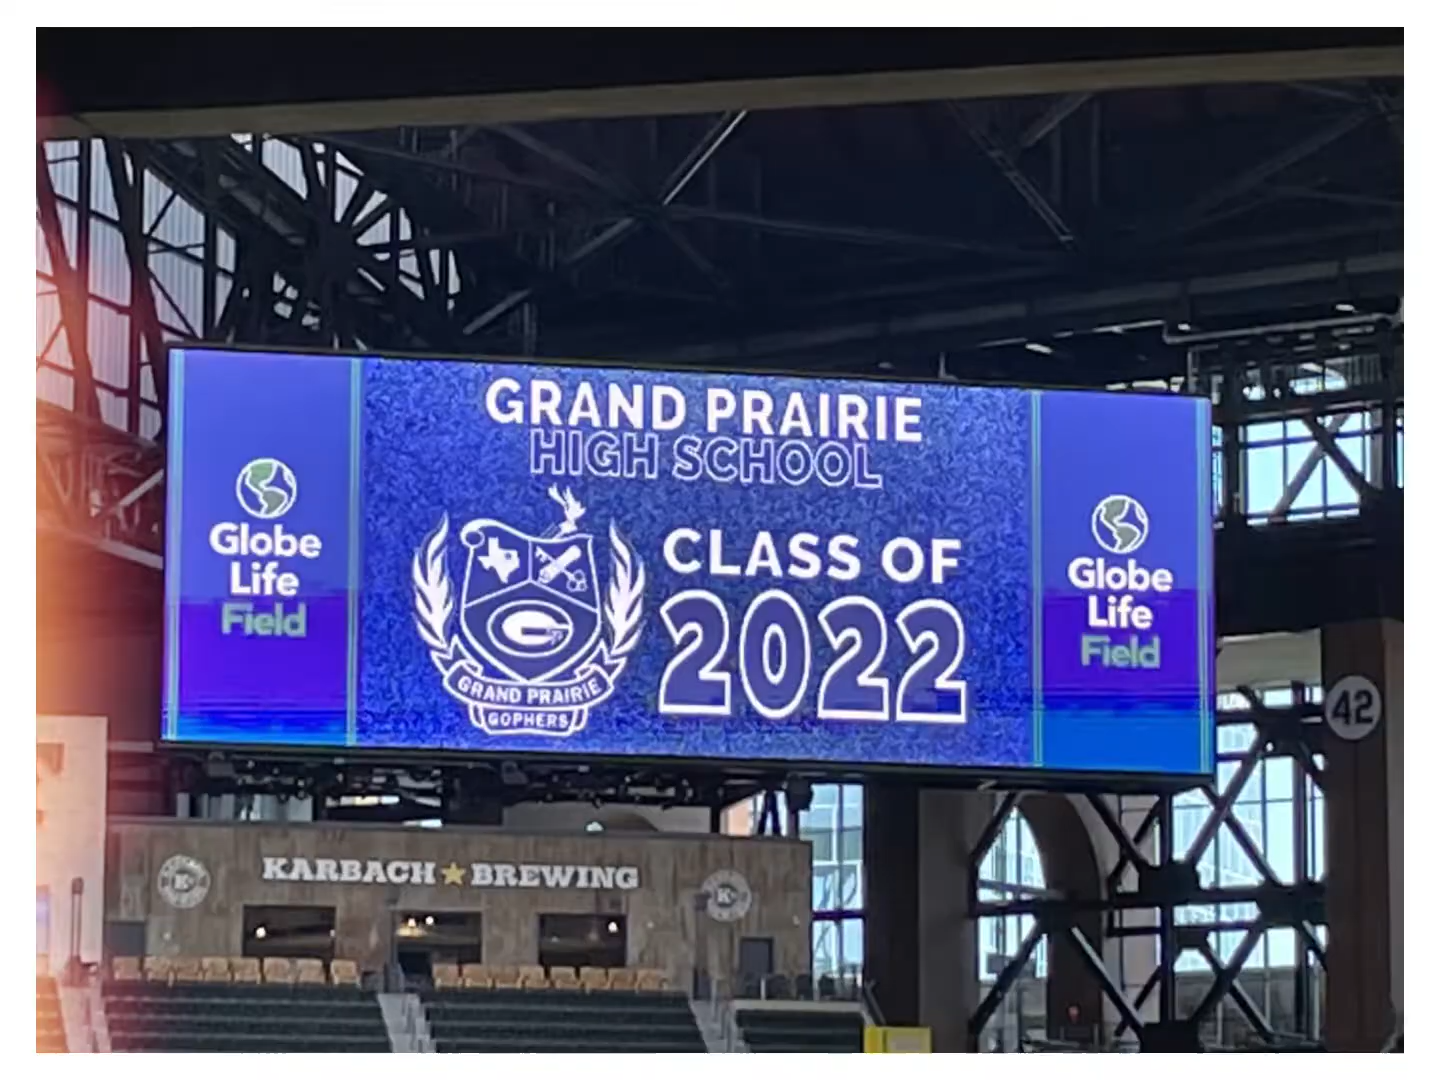 GRAND PRAIRIE
HIGH SCHOOL
CLASS OF
2022
GRAND PRAIRIE
GOPHERS
Globe
Life
Field
Globe
Life
Field
42
KARBACH BREWING
K
K